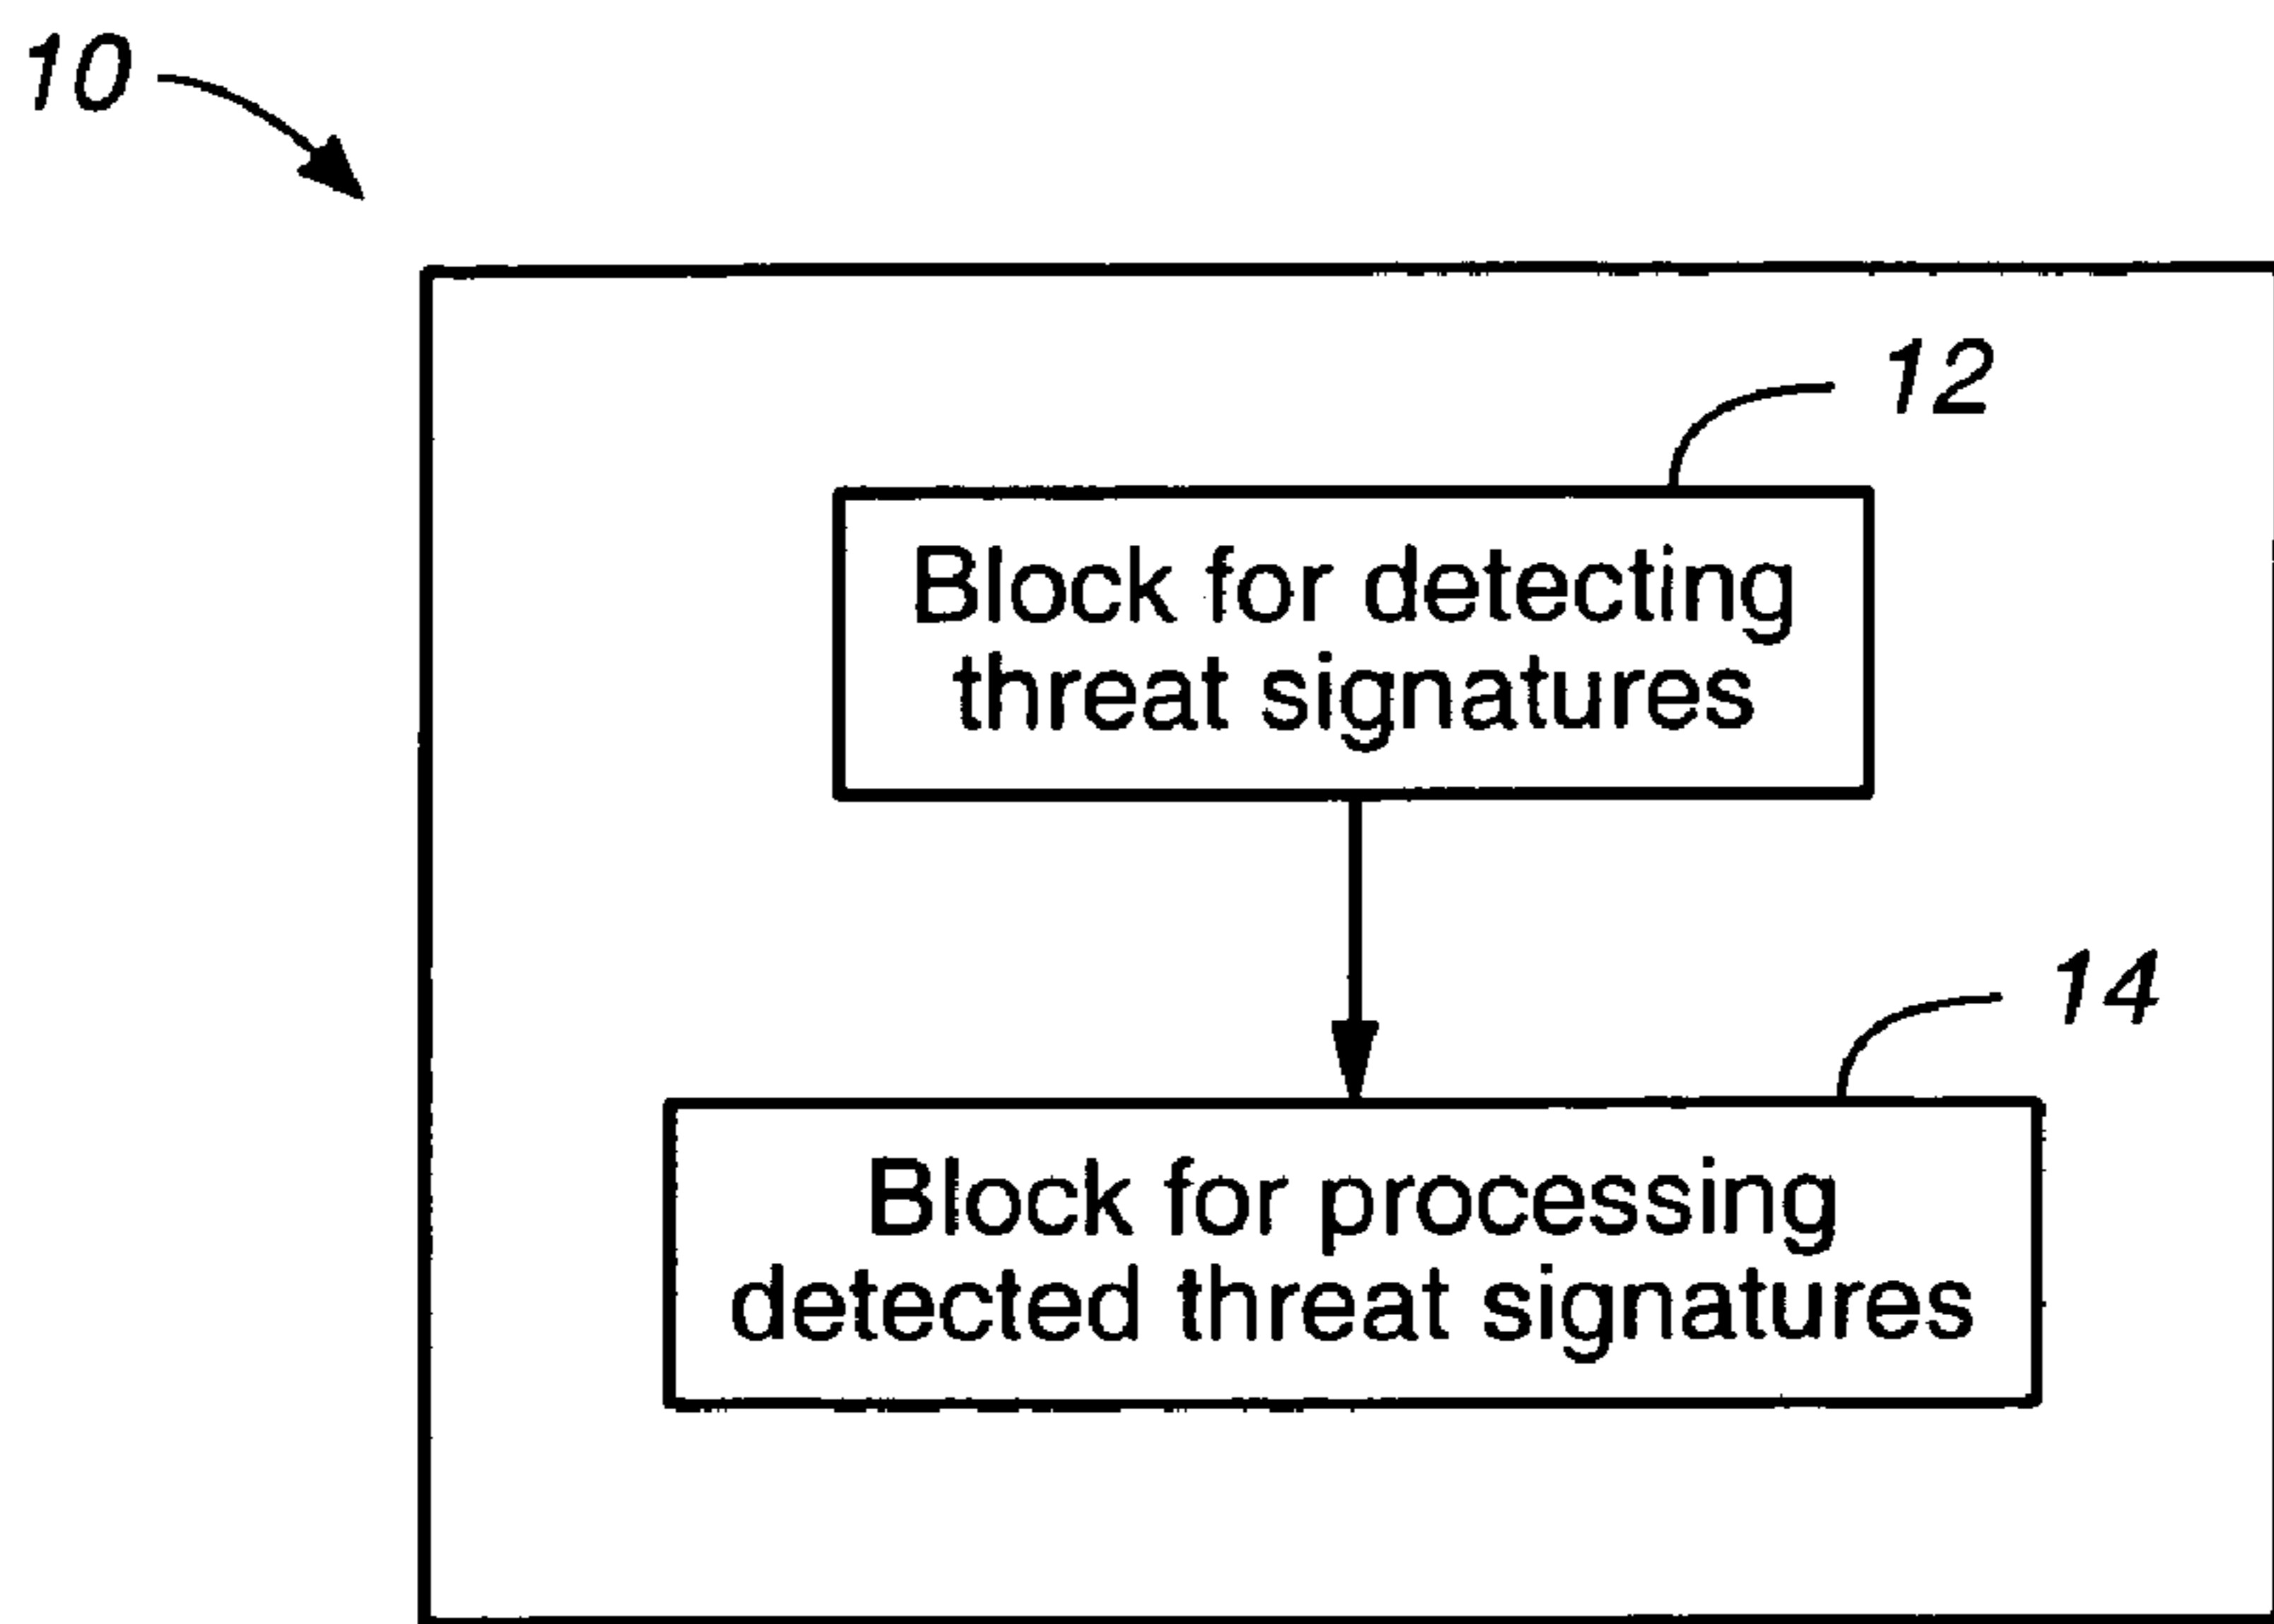 10
12
Block for detecting
threat signatures
14
Block for processing
detected threat signatures